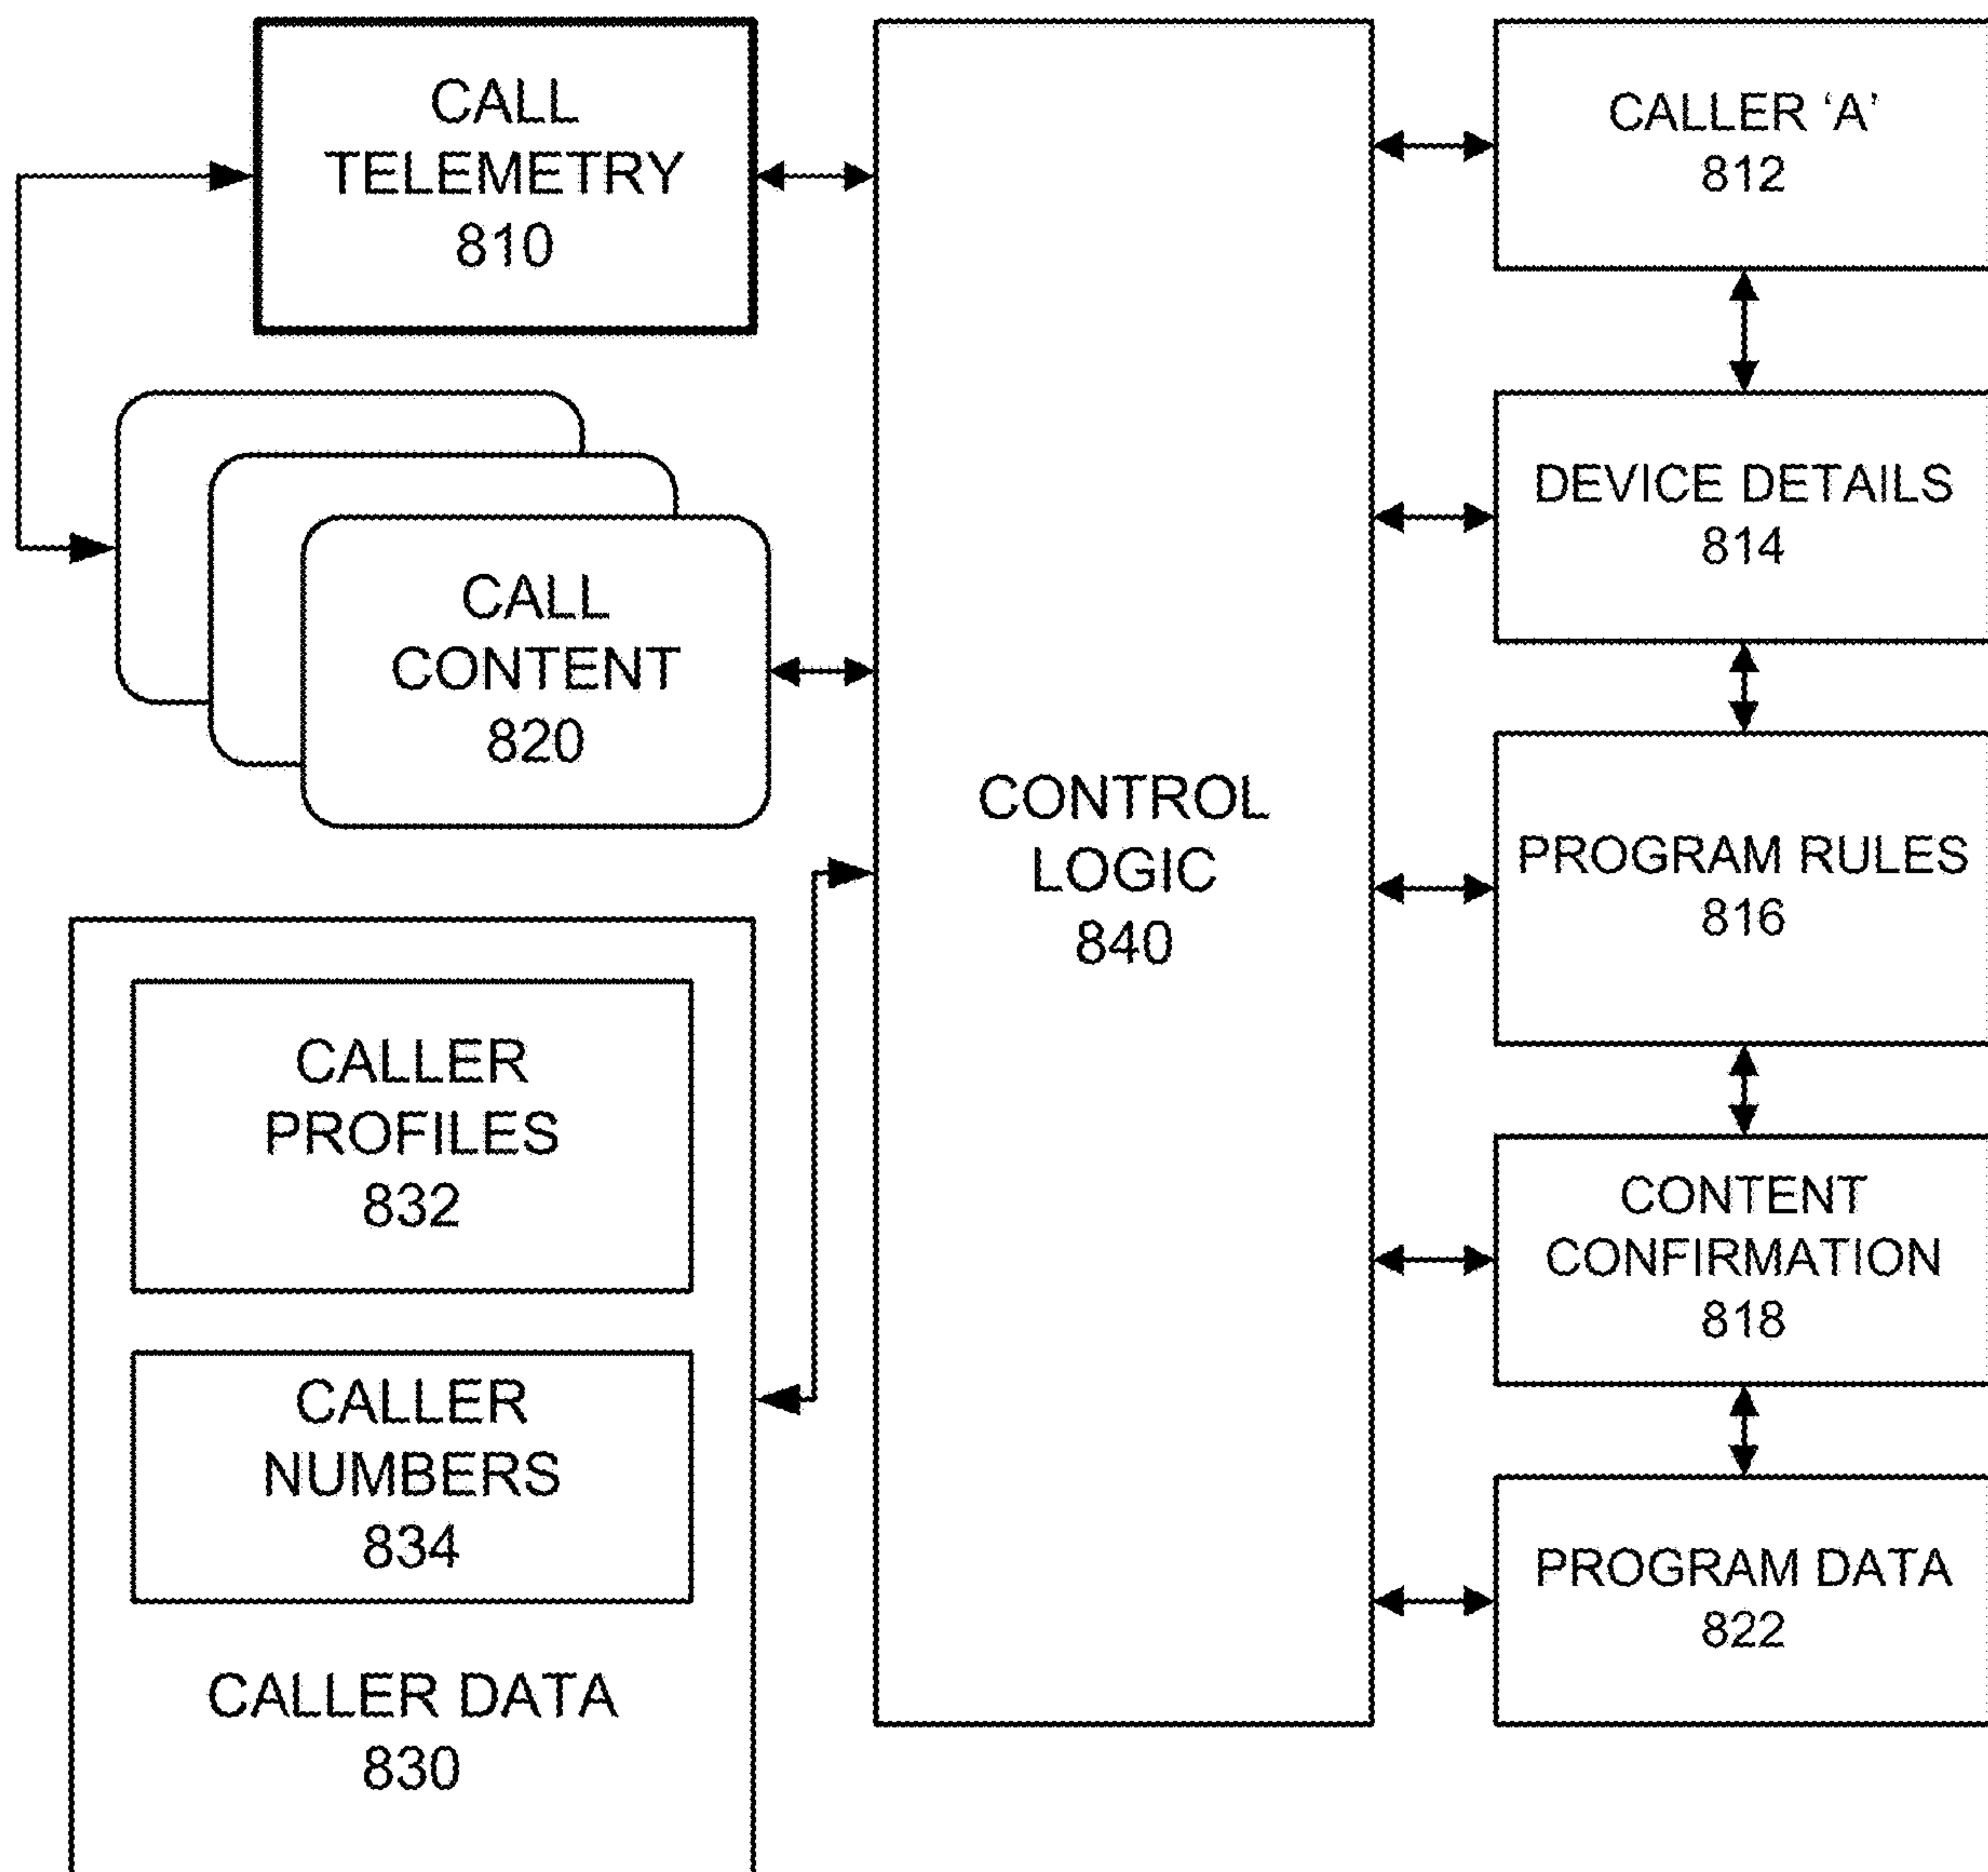 CALL
TELEMETRY
810
CALL
CONTENT
820
CALLER
PROFILES
832
CALLER
NUMBERS
834
CALLER DATA
830
CONTROL
LOGIC
840
CALLER ‘A’
812
DEVICE DETAILS
814
PROGRAM RULES
816
CONTENT
CONFIRMATION
818
PROGRAM DATA
822